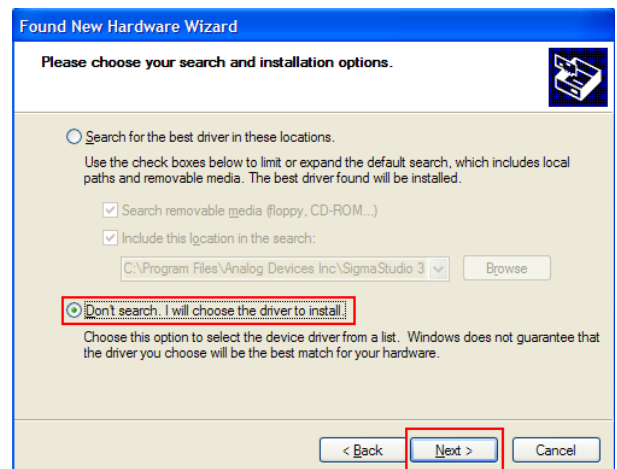 Found New Hardware Wizard
Please choose your search and installation options.
Search for the best driver in these locations.
Use the check boxes below to limit or expand the default search, which includes local
paths and removable media. The best driver found will be installed.
Search removable media (floppy, CD-ROM...)
Include this location in the search:
C:\Program Files\Analog Devices Inc\SigmaStudio 3
Browse
Don't search. I will choose the driver to install.
Choose this option to select the device driver from a list. Windows does not guarantee that
the driver you choose will be the best match for your hardware.
< Back Next > Cancel